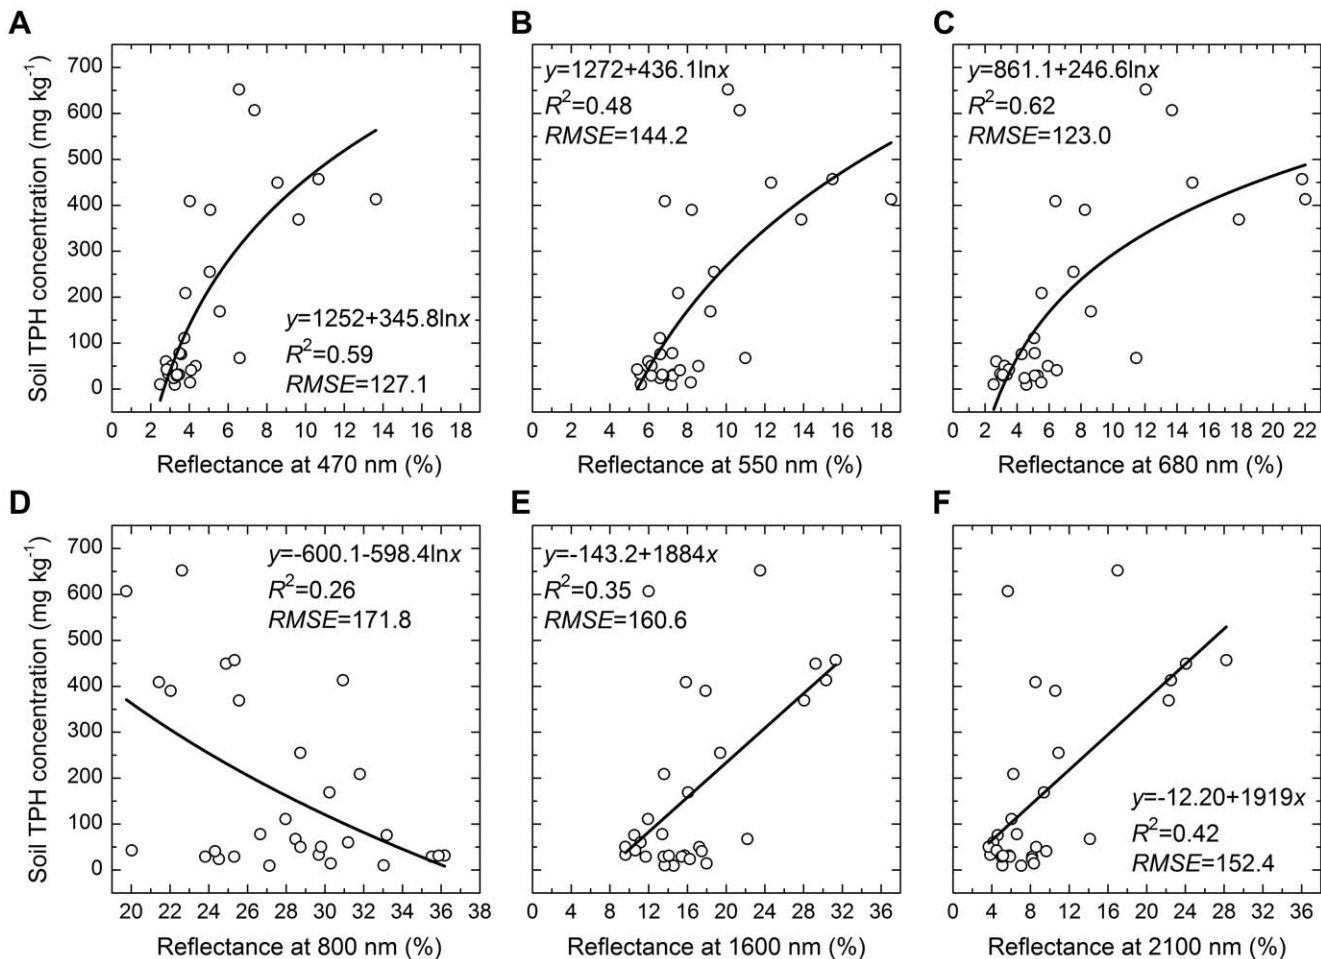 A
B
C
Soil TPH concentration (mg kg⁻¹)
700
600
500
400
300
200
100
0
y=1252+345.8lnx
R²=0.59
RMSE=127.1
0 2 4 6 8 10 12 14 16 18
Reflectance at 470 nm (%)
y=1272+436.1lnx
R²=0.48
RMSE=144.2
0 2 4 6 8 10 12 14 16 18
Reflectance at 550 nm (%)
y=861.1+246.6lnx
R²=0.62
RMSE=123.0
0 2 4 6 8 10 12 14 16 18 20 22
Reflectance at 680 nm (%)
D
E
F
Soil TPH concentration (mg kg⁻¹)
700
600
500
400
300
200
100
0
y=-600.1-598.4lnx
R²=0.26
RMSE=171.8
20 22 24 26 28 30 32 34 36 38
Reflectance at 800 nm (%)
y=-143.2+1884x
R²=0.35
RMSE=160.6
0 4 8 12 16 20 24 28 32 36
Reflectance at 1600 nm (%)
y=-12.20+1919x
R²=0.42
RMSE=152.4
0 4 8 12 16 20 24 28 32 36
Reflectance at 2100 nm (%)